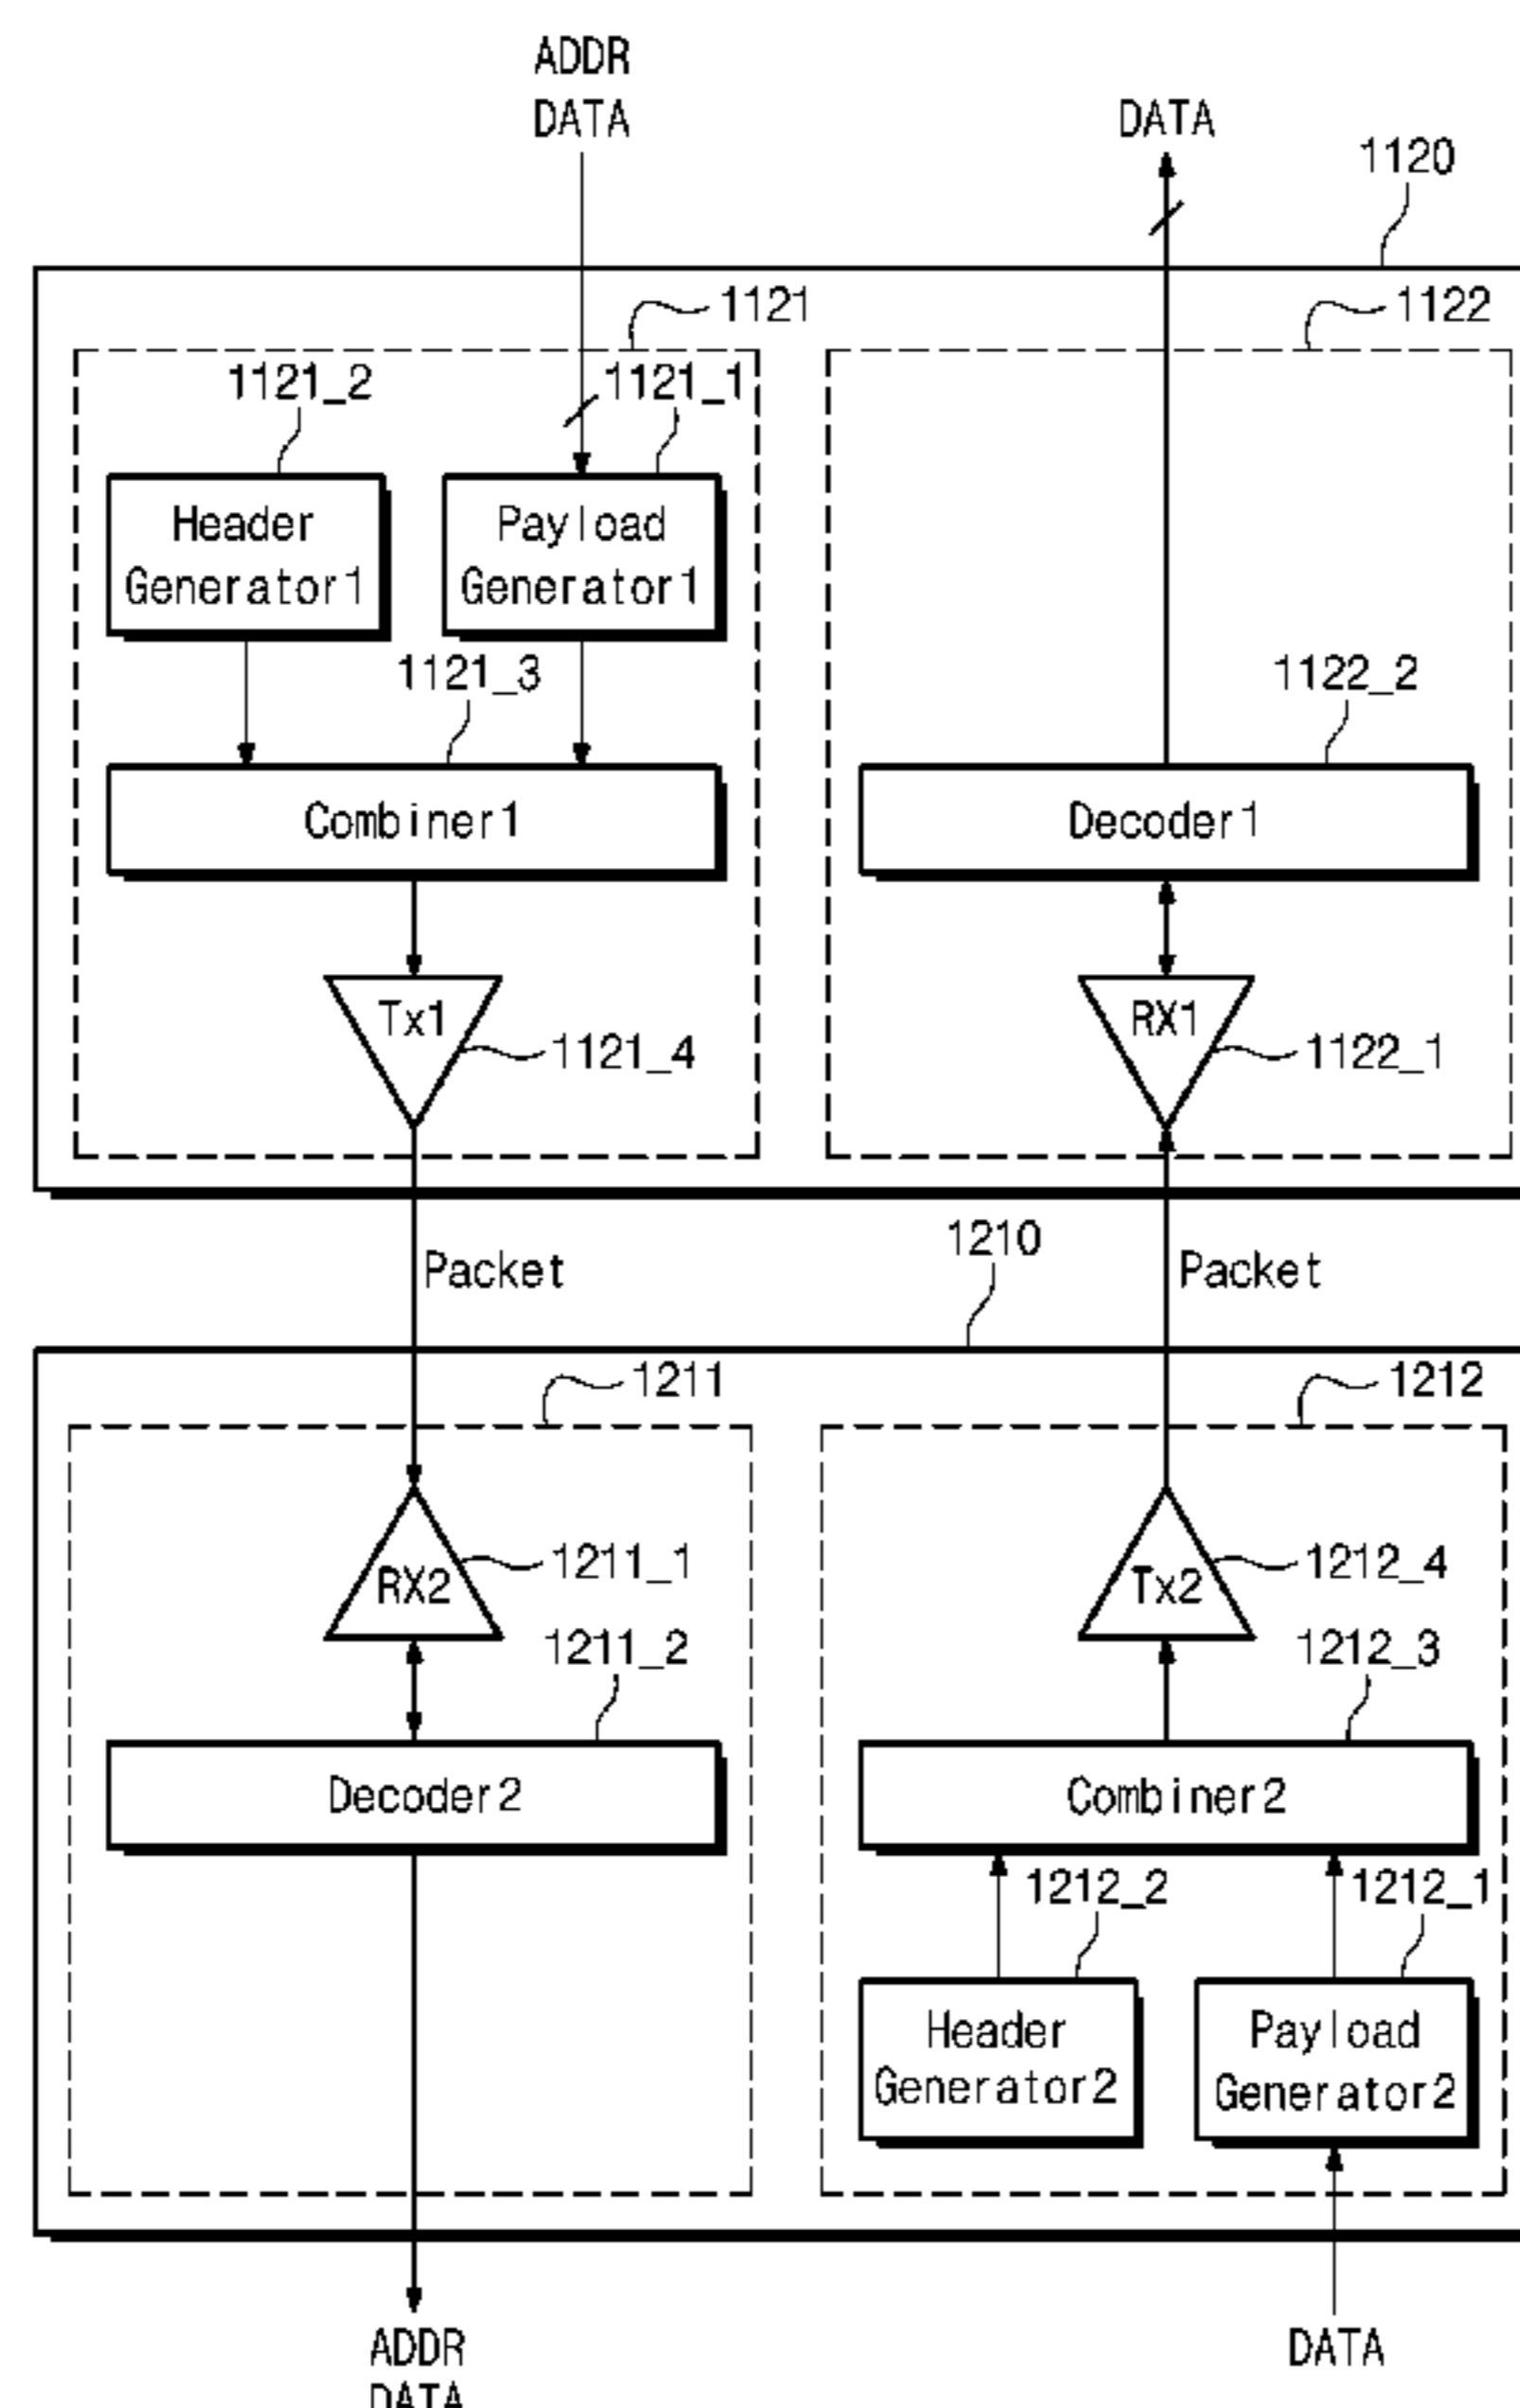 ADDR
DATA
DATA
1120
1121
1122
1121_2
1121_1
Header
Generator1
Payload
Generator1
1121_3
1122_2
Combiner1
Decoder1
Tx1
1121_4
RX1
1122_1
Packet
1210
Packet
1211
1212
RX2
1211_1
Tx2
1212_4
1211_2
1212_3
Decoder2
Combiner2
1212_2
1212_1
Header
Generator2
Payload
Generator2
ADDR
DATA
DATA